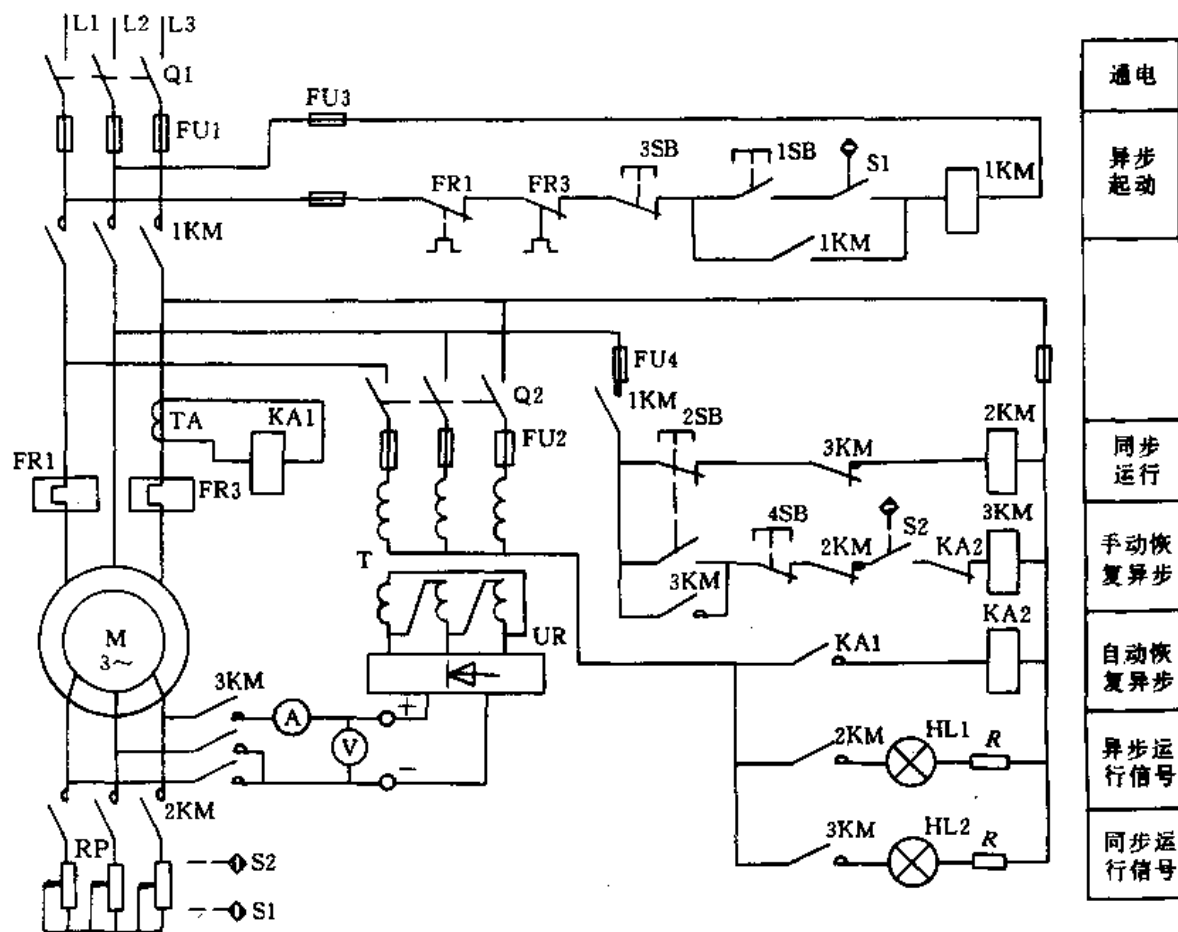 L1 L2 L3
Q1
FU1
FU3
FR1 FR3 3SB 1SB S1 1KM
1KM
1KM
TA KA1
FR1
FR3
Q2
FU2
T
UR
FU4
1KM
2SB 3KM 2KM
4SB 2KM S2 KA2 3KM
3KM
KA1 KA2
2KM HL1 R
3KM HL2 R
M
3~
3KM
A
V
+
−
2KM
RP
S2
S1
通电
异步
起动
同步
运行
手动恢
复异步
自动恢
复异步
异步运
行信号
同步运
行信号